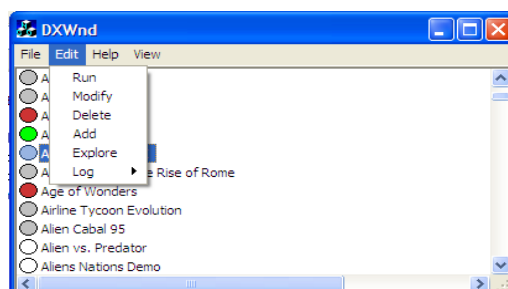 DXWnd
File Edit Help View
A Run
A Modify
A Delete
A Add
A Explore
A Log e Rise of Rome
Age of Wonders
Airline Tycoon Evolution
Alien Cabal 95
Alien vs. Predator
Aliens Nations Demo